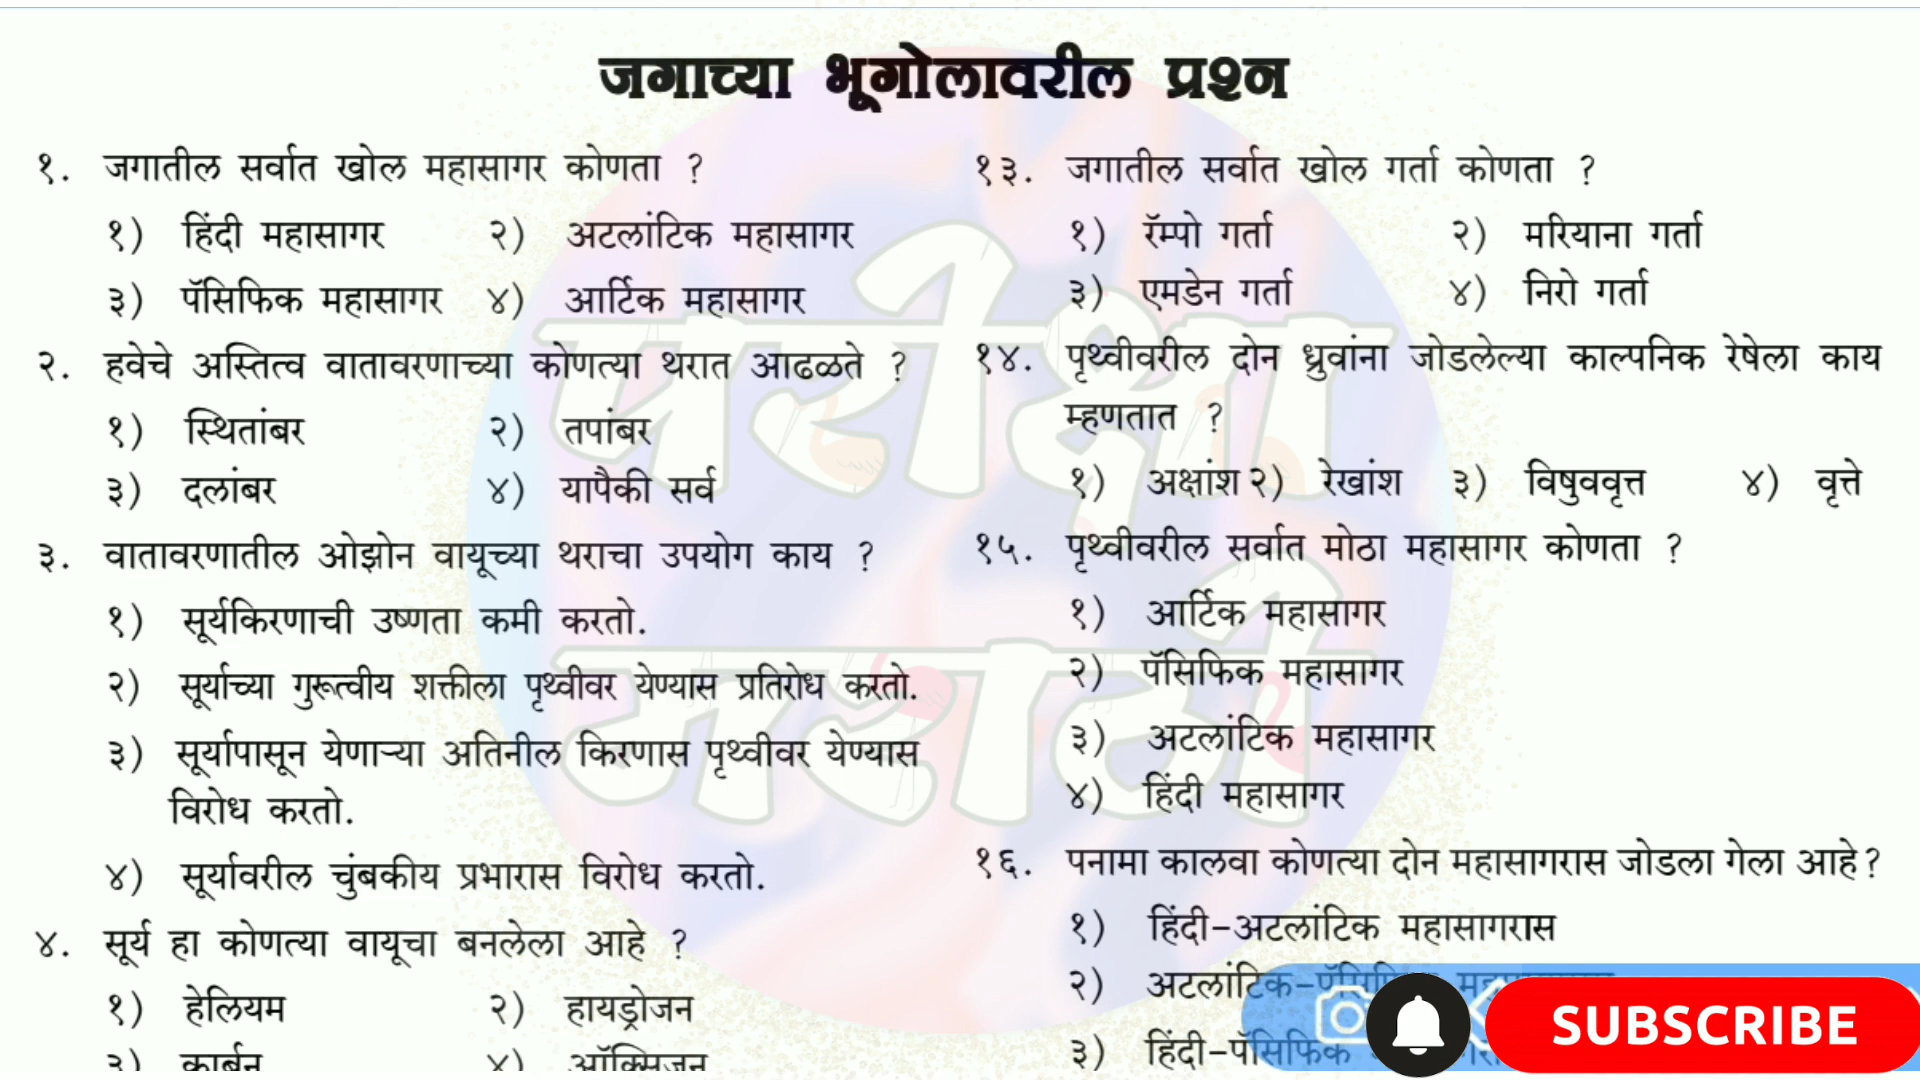 जगाच्या भूगोलावरील प्रश्न
१. जगातील सर्वात खोल महासागर कोणता ?
१) हिंदी महासागर २) अटलांटिक महासागर
३) पॅसिफिक महासागर ४) आर्टिक महासागर
२. हवेचे अस्तित्व वातावरणाच्या कोणत्या थरात आढळते ?
१) स्थितांबर २) तपांबर
३) दलांबर ४) यापैकी सर्व
३. वातावरणातील ओझोन वायूच्या थराचा उपयोग काय ?
१) सूर्यकिरणाची उष्णता कमी करतो.
२) सूर्याच्या गुरूत्वीय शक्तीला पृथ्वीवर येण्यास प्रतिरोध करतो.
३) सूर्यापासून येणाऱ्या अतिनील किरणास पृथ्वीवर येण्यास
विरोध करतो.
४) सूर्यावरील चुंबकीय प्रभारास विरोध करतो.
४. सूर्य हा कोणत्या वायूचा बनलेला आहे ?
१) हेलियम २) हायड्रोजन
३) कार्बन ४) ऑक्सिजन
१३. जगातील सर्वात खोल गर्ता कोणता ?
१) रॅम्पो गर्ता २) मरियाना गर्ता
३) एमडेन गर्ता ४) निरो गर्ता
१४. पृथ्वीवरील दोन ध्रुवांना जोडलेल्या काल्पनिक रेषेला काय
म्हणतात ?
१) अक्षांश २) रेखांश ३) विषुववृत्त ४) वृत्ते
१५. पृथ्वीवरील सर्वात मोठा महासागर कोणता ?
१) आर्टिक महासागर
२) पॅसिफिक महासागर
३) अटलांटिक महासागर
४) हिंदी महासागर
१६. पनामा कालवा कोणत्या दोन महासागरास जोडला गेला आहे?
१) हिंदी-अटलांटिक महासागरास
२) अटलांटिक-पॅसिफिक
३) हिंदी-पॅसिफिक
परीक्षा
मराठी
SUBSCRIBE